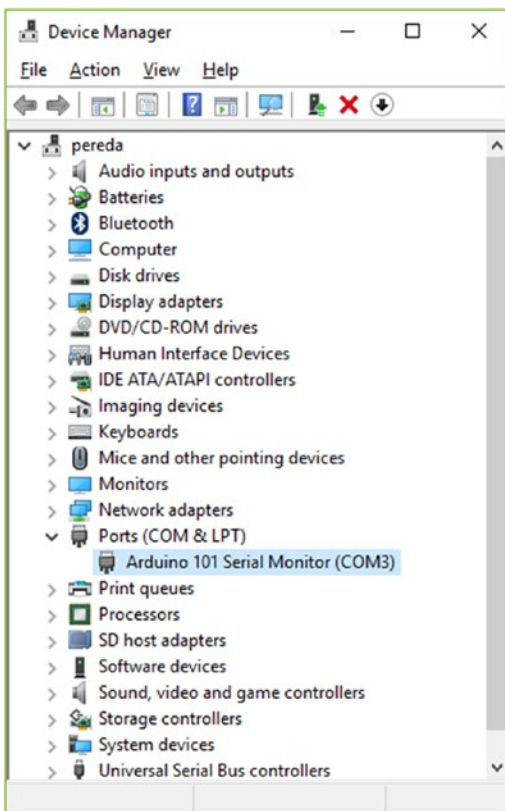 Device Manager
File Action View Help
pereda
Audio inputs and outputs
Batteries
Bluetooth
Computer
Disk drives
Display adapters
DVD/CD-ROM drives
Human Interface Devices
IDE ATA/ATAPI controllers
Imaging devices
Keyboards
Mice and other pointing devices
Monitors
Network adapters
Ports (COM & LPT)
Arduino 101 Serial Monitor (COM3)
Print queues
Processors
SD host adapters
Software devices
Sound, video and game controllers
Storage controllers
System devices
Universal Serial Bus controllers